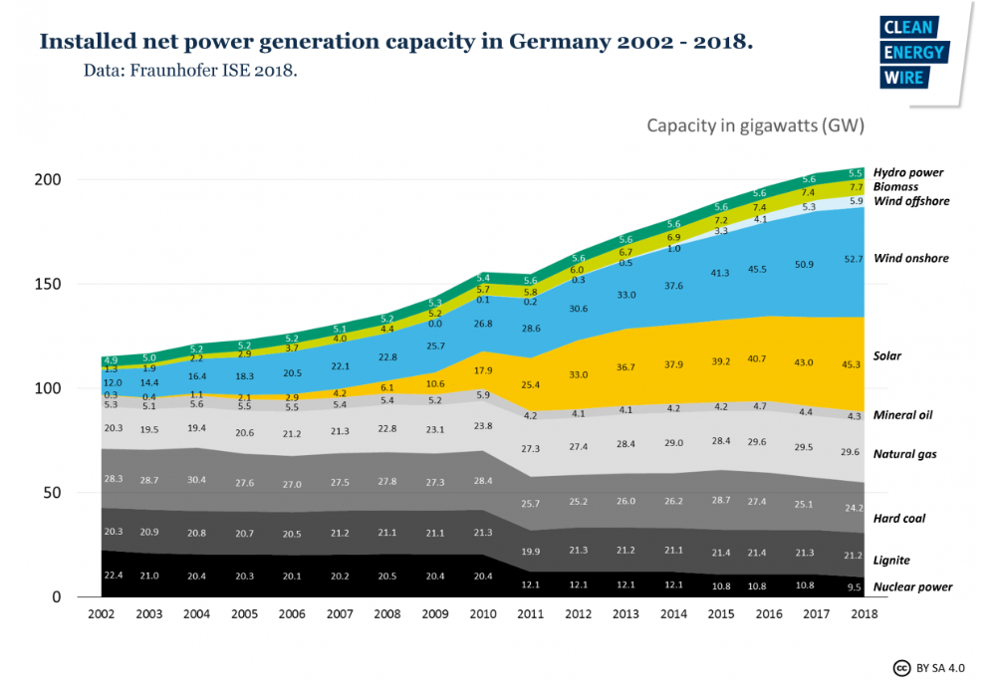 Installed net power generation capacity in Germany 2002 - 2018.
Data: Fraunhofer ISE 2018.
CLEAN
ENERGY
WIRE
Capacity in gigawatts (GW)
200
150
100
50
0
4.9 5.0 5.2 5.2 5.2 5.1 5.2 5.3 5.4 5.6 5.6 5.6 5.6 5.6 5.6 5.6 5.5 Hydro power
1.3 1.9 2.2 2.9 3.7 4.0 4.4 5.2 5.7 5.8 6.0 6.7 6.9 7.2 7.4 7.4 7.7 Biomass
0.0 0.1 0.2 0.3 0.5 1.0 3.3 4.1 5.3 5.9 Wind offshore
12.0 14.4 16.4 18.3 20.5 22.1 22.8 25.7 26.8 28.6 30.6 33.0 37.6 41.3 45.5 50.9 52.7 Wind onshore
0.3 0.4 1.1 2.1 2.9 4.2 6.1 10.6 17.9 25.4 33.0 36.7 37.9 39.2 40.7 43.0 45.3 Solar
5.3 5.1 5.6 5.5 5.5 5.4 5.4 5.2 5.9 4.2 4.1 4.1 4.2 4.2 4.7 4.4 4.3 Mineral oil
20.3 19.5 19.4 20.6 21.2 21.3 22.8 23.1 23.8 27.3 27.4 28.4 29.0 28.4 29.6 29.5 29.6 Natural gas
28.3 28.7 30.4 27.6 27.0 27.5 27.8 27.3 28.4 25.7 25.2 26.0 26.2 28.7 27.4 25.1 24.2 Hard coal
20.3 20.9 20.8 20.7 20.5 21.2 21.1 21.1 21.3 19.9 21.3 21.2 21.1 21.4 21.4 21.3 21.2 Lignite
22.4 21.0 20.4 20.3 20.1 20.2 20.5 20.4 20.4 12.1 12.1 12.1 12.1 10.8 10.8 10.8 9.5 Nuclear power
2002 2003 2004 2005 2006 2007 2008 2009 2010 2011 2012 2013 2014 2015 2016 2017 2018
cc BY SA 4.0